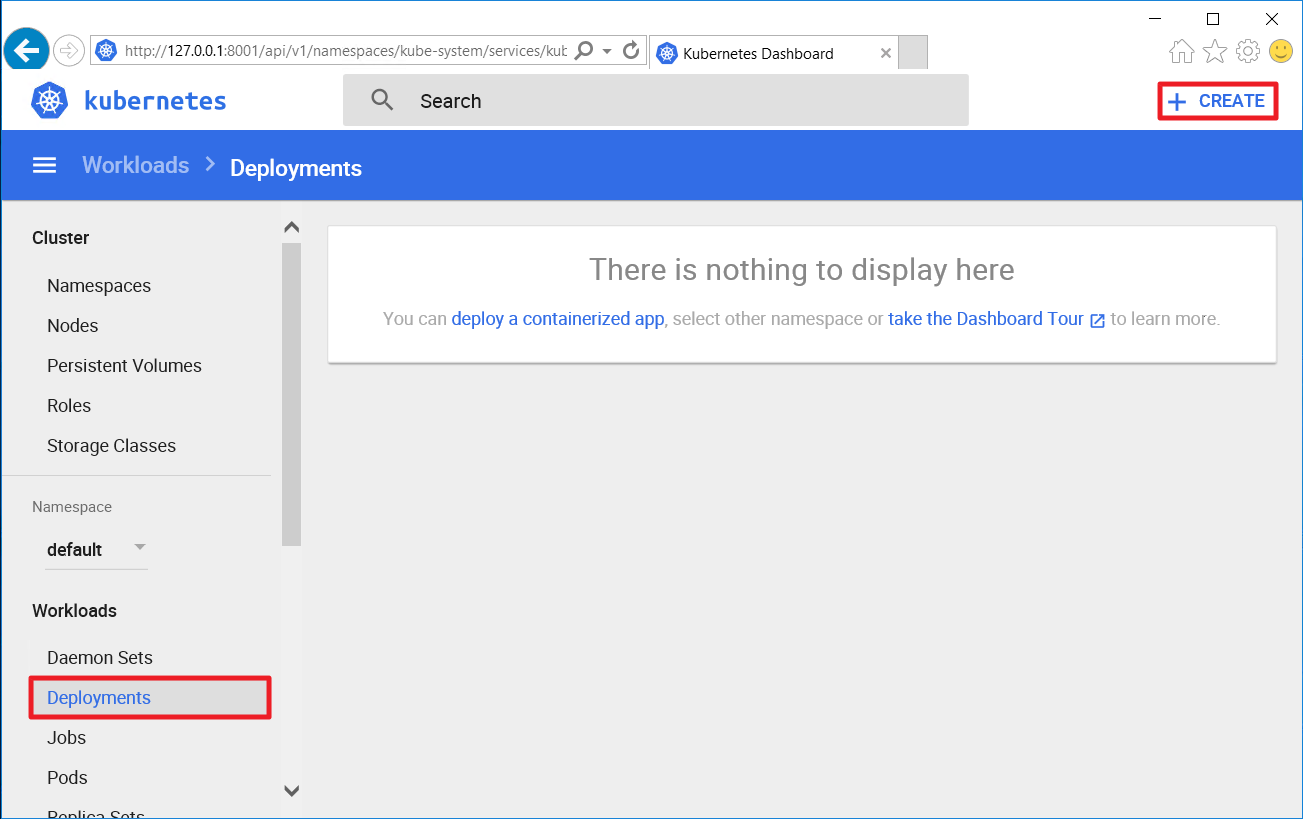 http://127.0.0.1:8001/api/v1/namespaces/kube-system/services/kub
Kubernetes Dashboard
kubernetes
Search
CREATE
Workloads > Deployments
Cluster
Namespaces
Nodes
Persistent Volumes
Roles
Storage Classes
Namespace
default
Workloads
Daemon Sets
Deployments
Jobs
Pods
Replica Sets
There is nothing to display here
You can deploy a containerized app, select other namespace or take the Dashboard Tour to learn more.